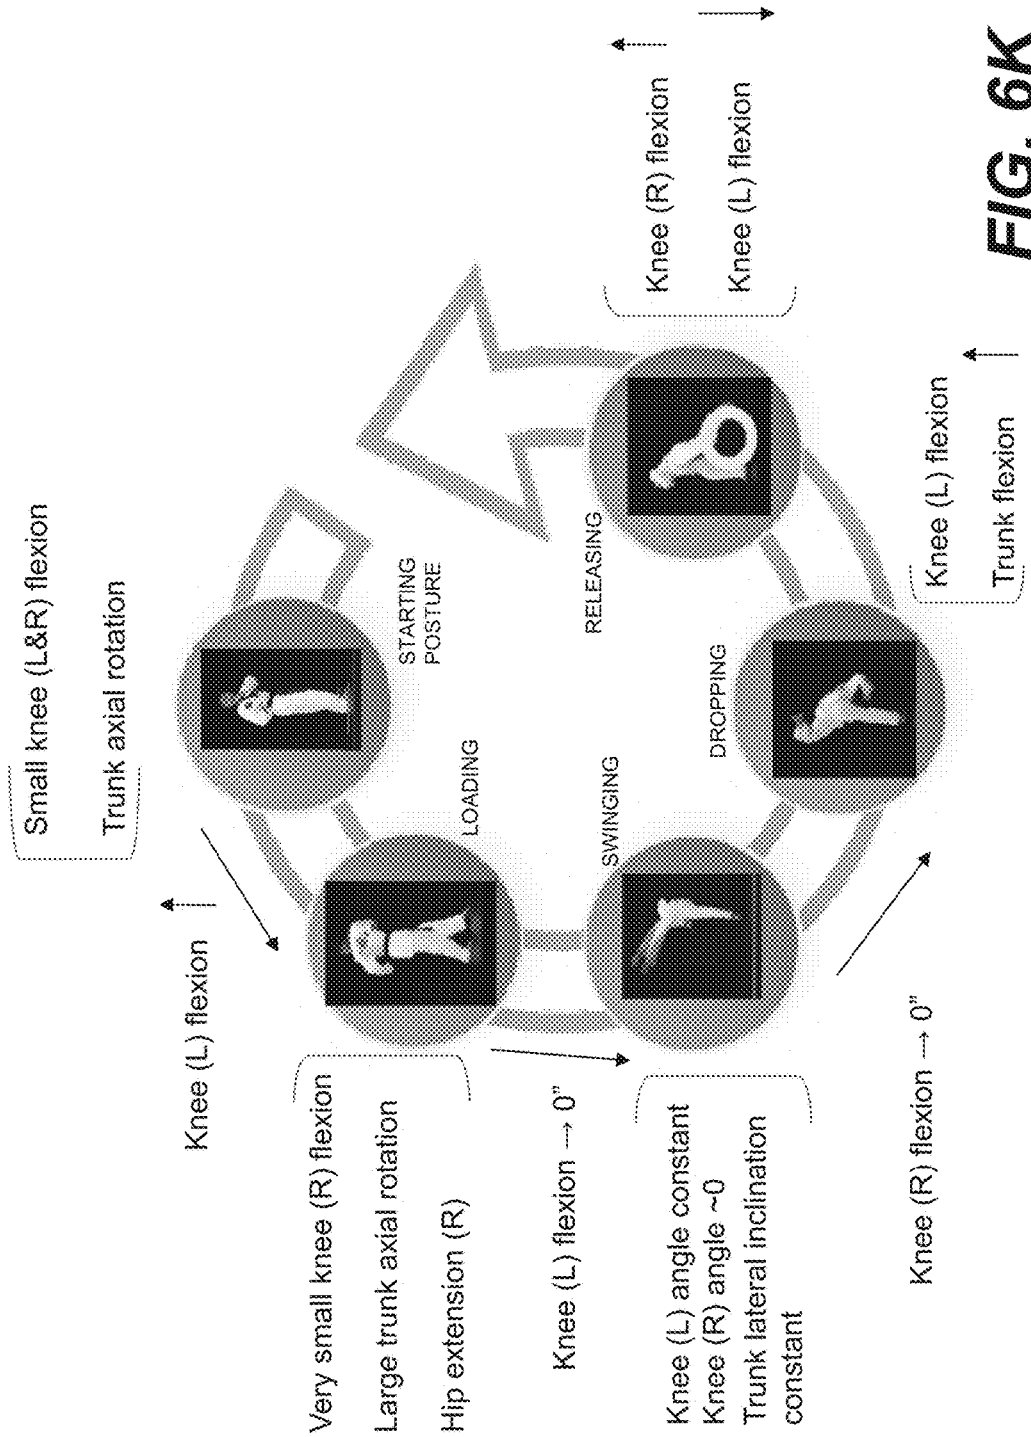 Small knee (L&R) flexion
Trunk axial rotation
Knee (L) flexion
STARTING
POSTURE
Very small knee (R) flexion
Large trunk axial rotation
Hip extension (R)
LOADING
Knee (L) flexion → 0"
Knee (L) angle constant
Knee (R) angle ~0
Trunk lateral inclination
constant
SWINGING
Knee (R) flexion → 0"
DROPPING
Knee (L) flexion
Trunk flexion
RELEASING
Knee (R) flexion
Knee (L) flexion
FIG. 6K